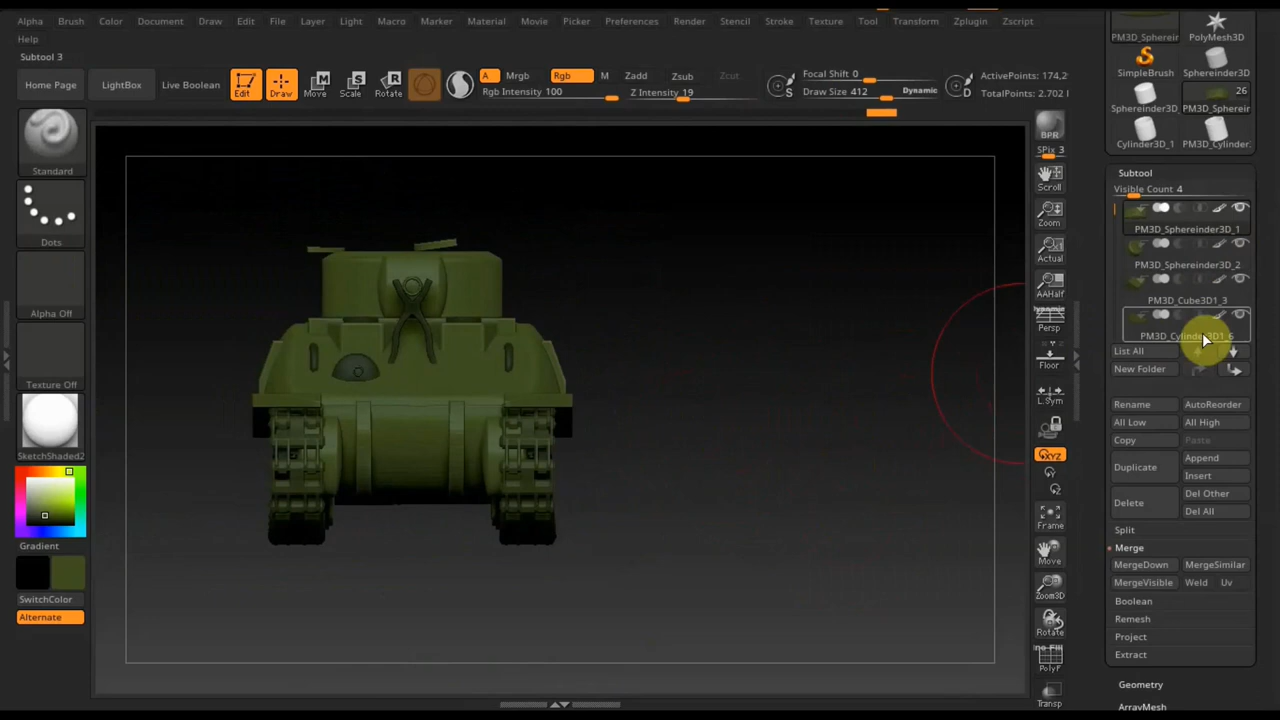 Alpha Brush Color Document Draw Edit File Layer Light Macro Marker Material Movie Picker Preferences Render Stencil Stroke Texture Tool Transform Zplugin Zscript
Help
Subtool 3
Home Page
LightBox
Live Boolean
Edit
Draw
Move
Scale
Rotate
A
Mrgb
Rgb
M
Rgb Intensity 100
Zadd
Zsub
Zcut
Z Intensity 19
S
Focal Shift 0
Draw Size 412
Dynamic
D
ActivePoints: 174,2
TotalPoints: 2.702
Standard
Dots
Alpha Off
Texture Off
SketchShaded2
Gradient
SwitchColor
Alternate
BPR
SPix 3
Scroll
Zoom
Actual
AAHalf
Dynamic
Persp
Floor
L.Sym
XYZ
Y
Z
Frame
Move
Zoom3D
Rotate
PolyF
Transp
PM3D_Sphereinr
PolyMesh3D
SimpleBrush
Sphereinder3D
26
Sphereinder3D_
PM3D_Sphereir
Cylinder3D_1
PM3D_Cylinder.
Subtool
Visible Count 4
PM3D_Sphereinder3D_1
PM3D_Sphereinder3D_2
PM3D_Cube3D1_3
PM3D_Cylinder3D1_6
List All
New Folder
Rename
AutoReorder
All Low
All High
Copy
Paste
Duplicate
Append
Insert
Delete
Del Other
Del All
Split
Merge
MergeDown
MergeSimilar
MergeVisible
Weld
Uv
Boolean
Remesh
Project
Extract
Geometry
ArrayMesh